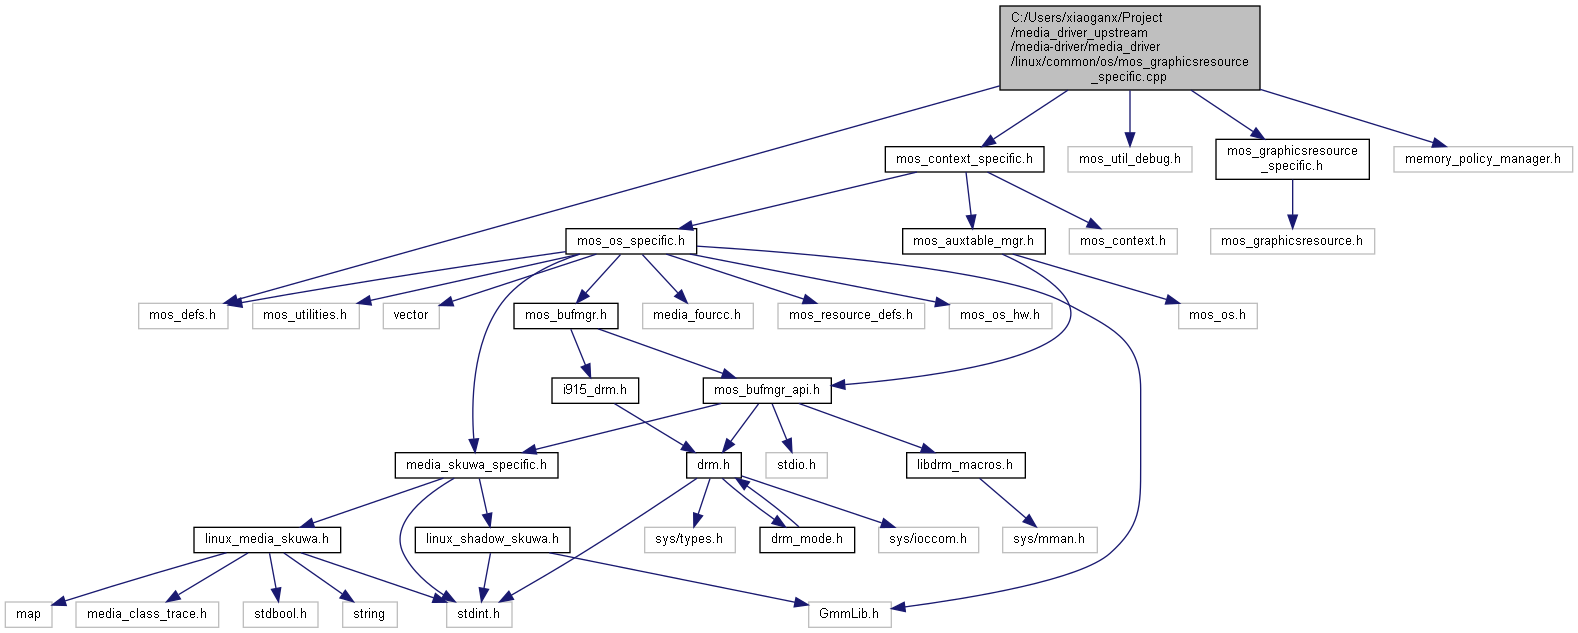 C:/Users/xiaoganx/Project
/media_driver_upstream
/media-driver/media_driver
/linux/common/os/mos_graphicsresource
_specific.cpp
mos_context_specific.h
mos_util_debug.h
mos_graphicsresource
_specific.h
memory_policy_manager.h
mos_os_specific.h
mos_auxtable_mgr.h
mos_context.h
mos_graphicsresource.h
mos_defs.h
mos_utilities.h
vector
mos_bufmgr.h
media_fourcc.h
mos_resource_defs.h
mos_os_hw.h
mos_os.h
i915_drm.h
mos_bufmgr_api.h
media_skuwa_specific.h
drm.h
stdio.h
libdrm_macros.h
linux_media_skuwa.h
linux_shadow_skuwa.h
sys/types.h
drm_mode.h
sys/ioccom.h
sys/mman.h
map
media_class_trace.h
stdbool.h
string
stdint.h
GmmLib.h